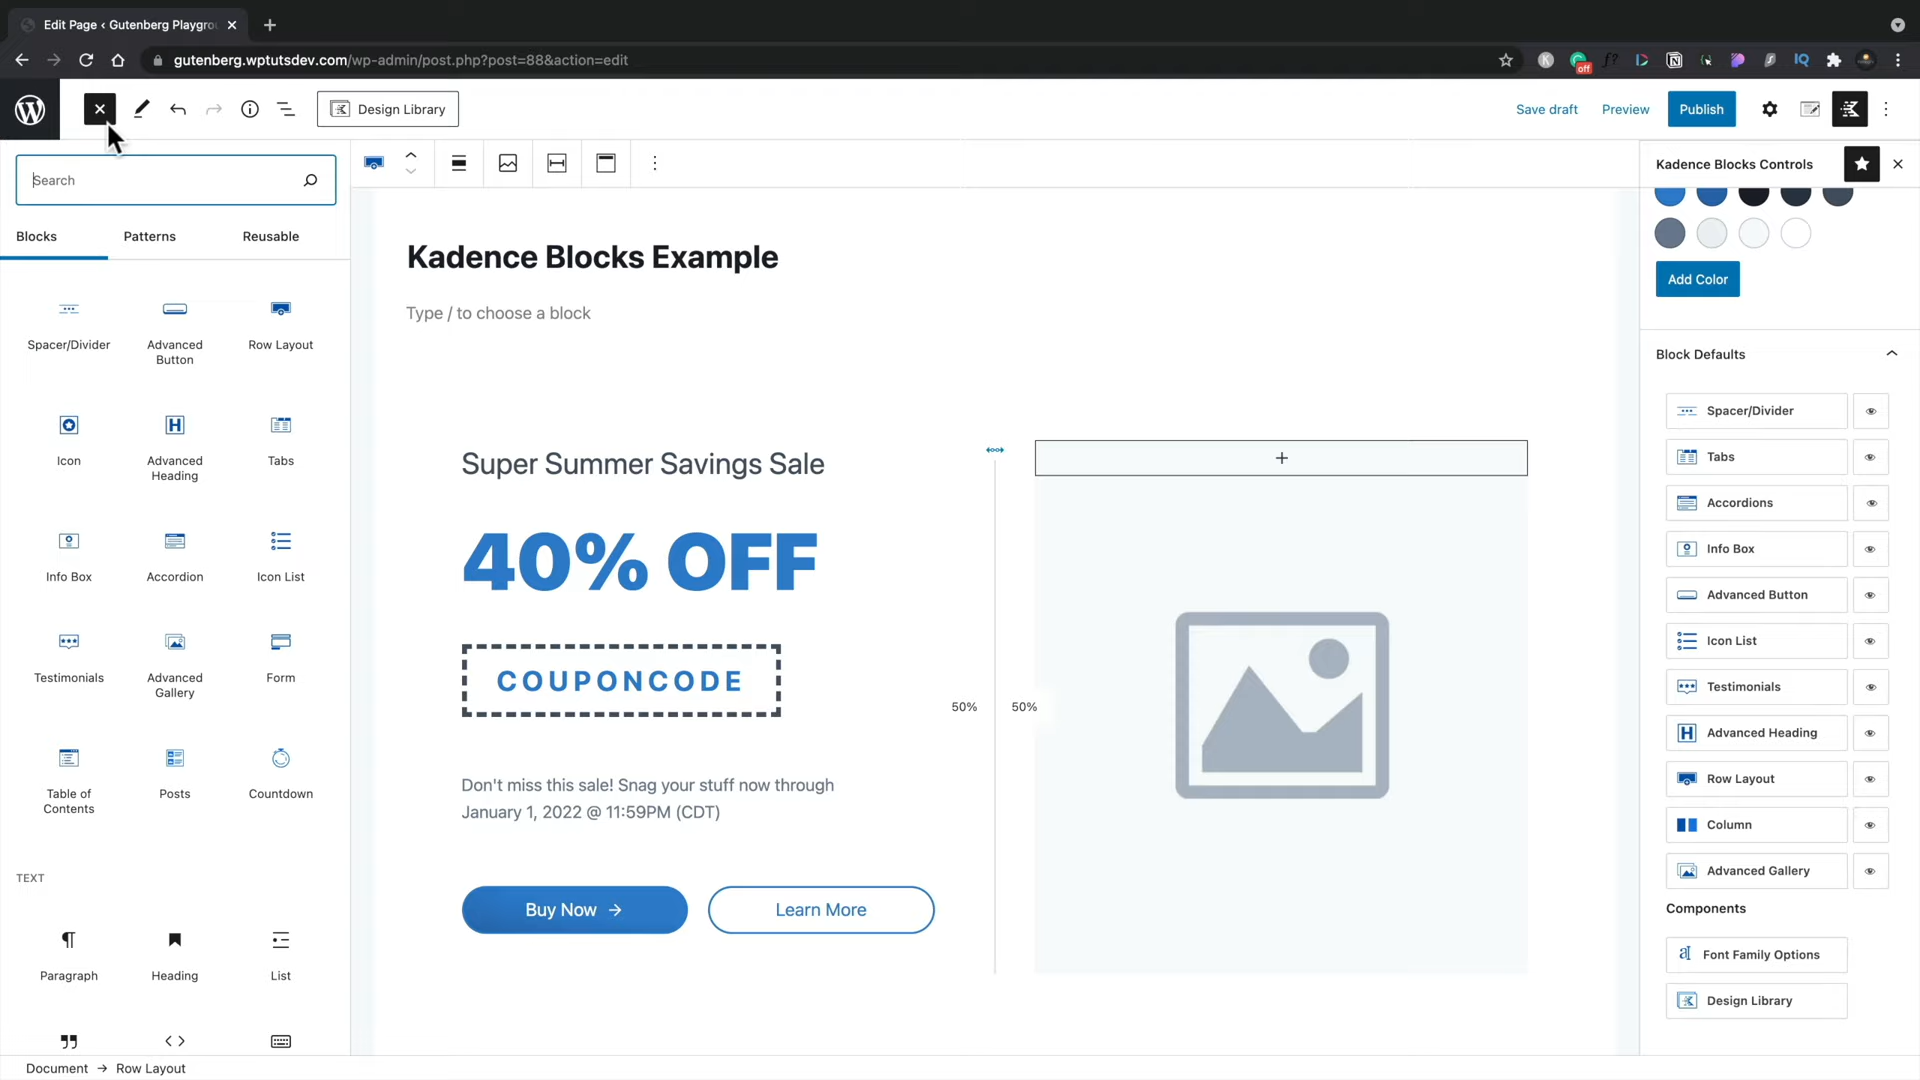 Edit Page ‹ Gutenberg Playgro
gutenberg.wptutsdev.com/wp-admin/post.php?post=88&action=edit
off
Design Library
Save draft
Preview
Publish
Search
Kadence Blocks Controls
Blocks
Patterns
Reusable
Kadence Blocks Example
Type / to choose a block
Add Color
Spacer/Divider
Advanced
Button
Row Layout
Block Defaults
Spacer/Divider
Tabs
Accordions
Info Box
Advanced Button
Icon List
Testimonials
Advanced Heading
Row Layout
Column
Advanced Gallery
Components
Font Family Options
Design Library
Icon
Advanced
Heading
Tabs
Info Box
Accordion
Icon List
Testimonials
Advanced
Gallery
Form
Table of
Contents
Posts
Countdown
TEXT
Paragraph
Heading
List
Super Summer Savings Sale
40% OFF
COUPONCODE
50%
50%
Don't miss this sale! Snag your stuff now through
January 1, 2022 @ 11:59PM (CDT)
Buy Now →
Learn More
Document → Row Layout